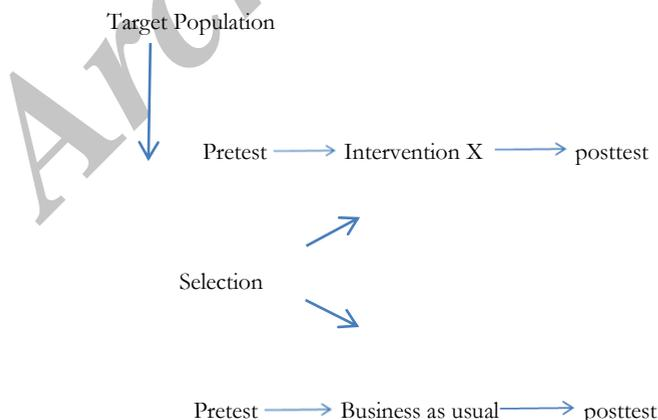 Target Population
Pretest Intervention X posttest
Selection
Pretest Business as usual posttest